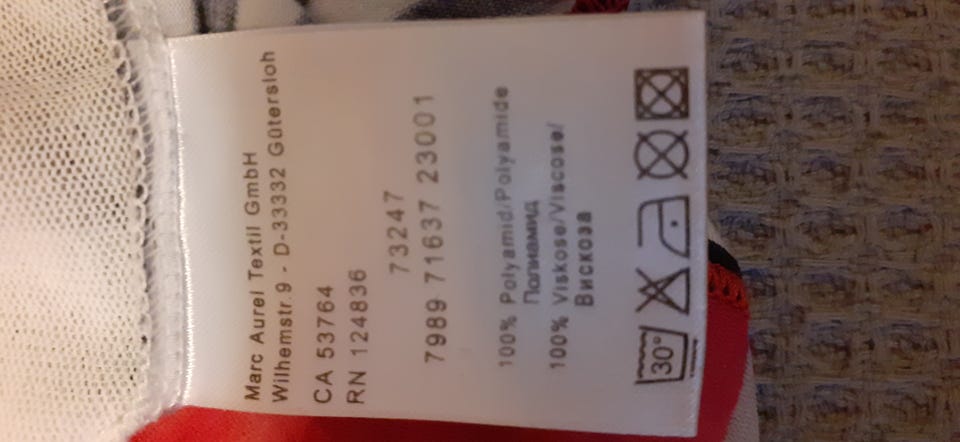 Marc Aurel Textil GmbH
Wilhemstr.9 - D-33332 Gütersloh
CA 53764
RN 124836
73247
7989 71637 23001
100% Polyamid/Polyamide
Полиамид
100% Viskose/Viscose/
Вискоза
30°